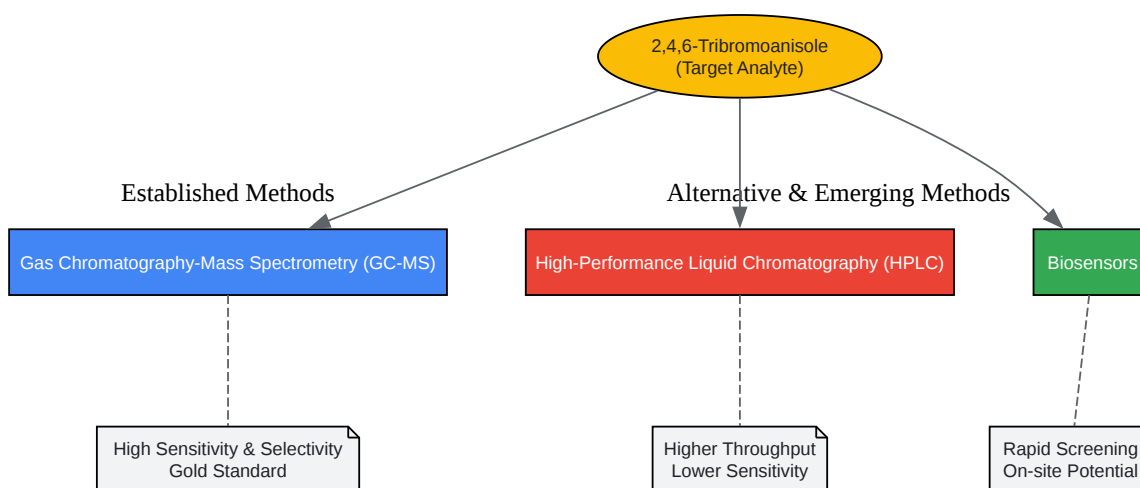 2,4,6-Tribromoanisole
(Target Analyte)
Established Methods
Alternative & Emerging Methods
Gas Chromatography-Mass Spectrometry (GC-MS)
High-Performance Liquid Chromatography (HPLC)
Biosensors
High Sensitivity & Selectivity
Gold Standard
Higher Throughput
Lower Sensitivity
Rapid Screening
On-site Potential